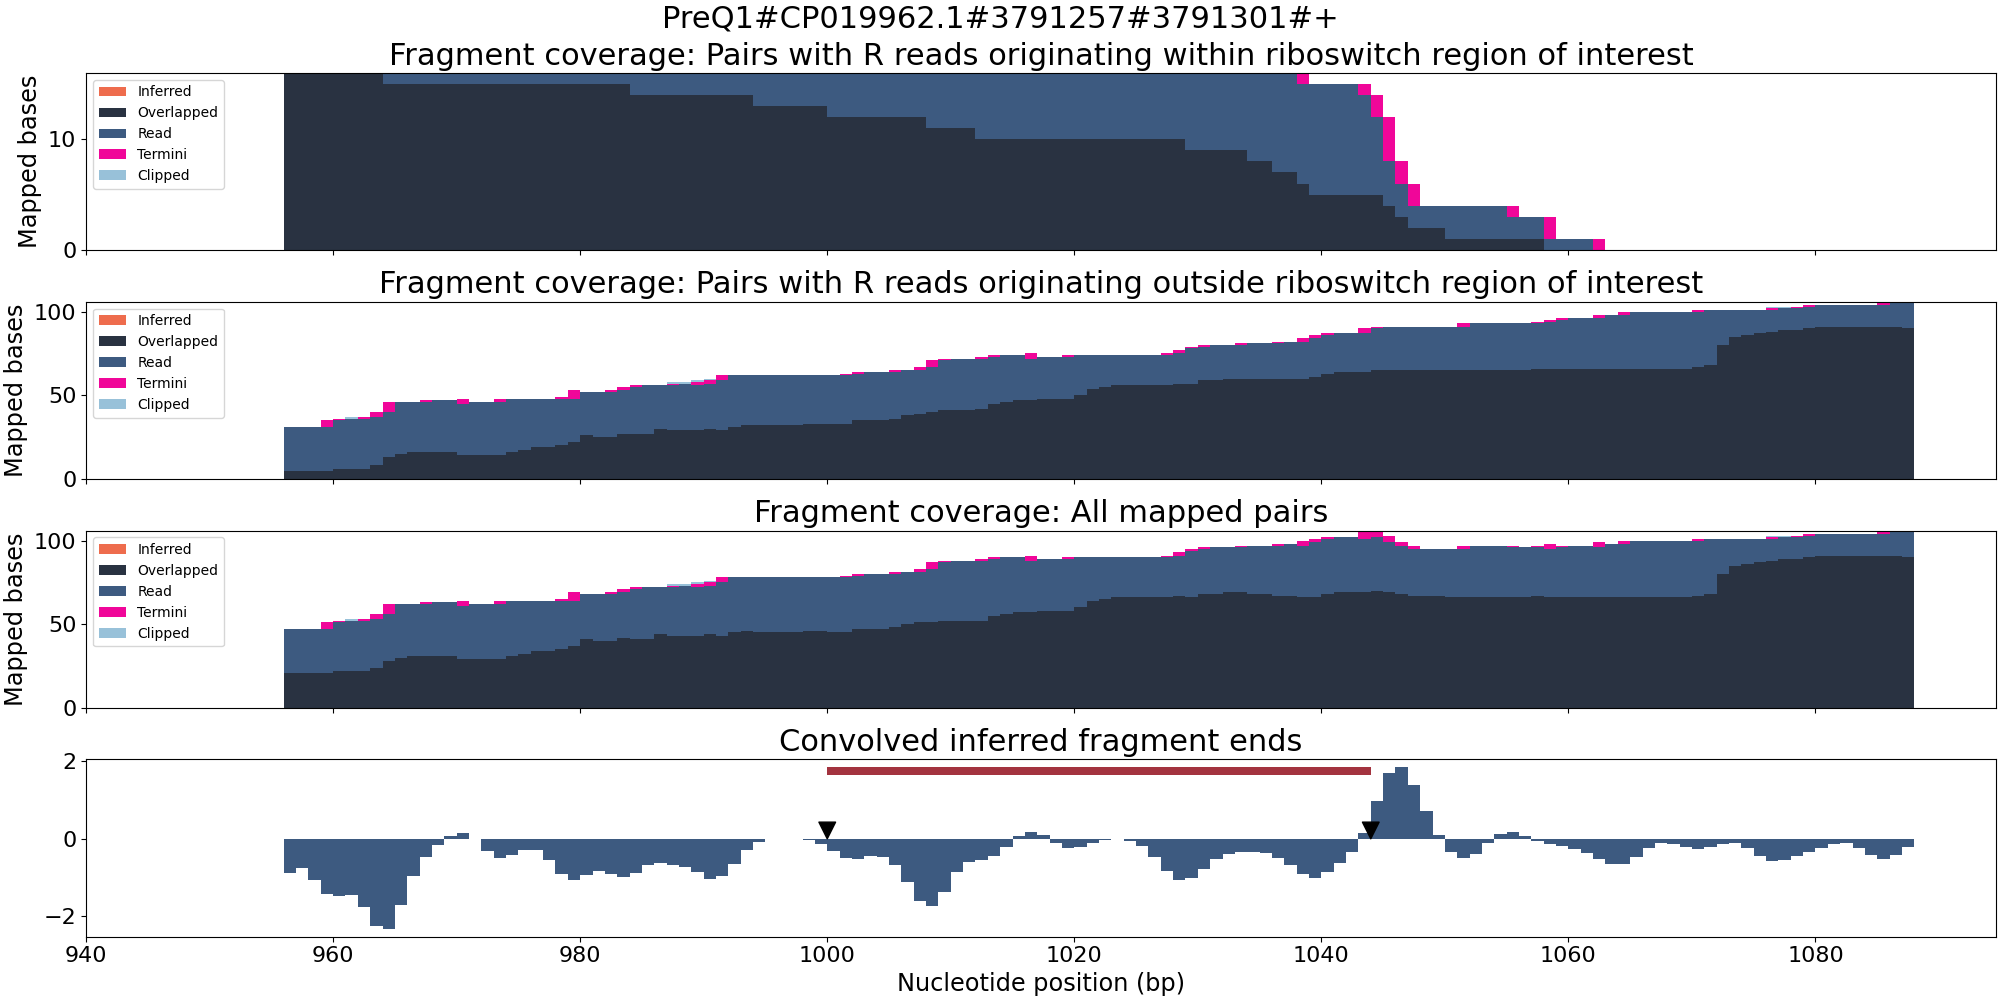 PreQ1#CP019962.1#3791257#3791301#+
Fragment coverage: Pairs with R reads originating within riboswitch region of interest
Mapped bases
10
0
Inferred
Overlapped
Read
Termini
Clipped
Fragment coverage: Pairs with R reads originating outside riboswitch region of interest
Mapped bases
100
50
0
Inferred
Overlapped
Read
Termini
Clipped
Fragment coverage: All mapped pairs
Mapped bases
100
50
0
Inferred
Overlapped
Read
Termini
Clipped
Convolved inferred fragment ends
2
0
−2
940 960 980 1000 1020 1040 1060 1080
Nucleotide position (bp)